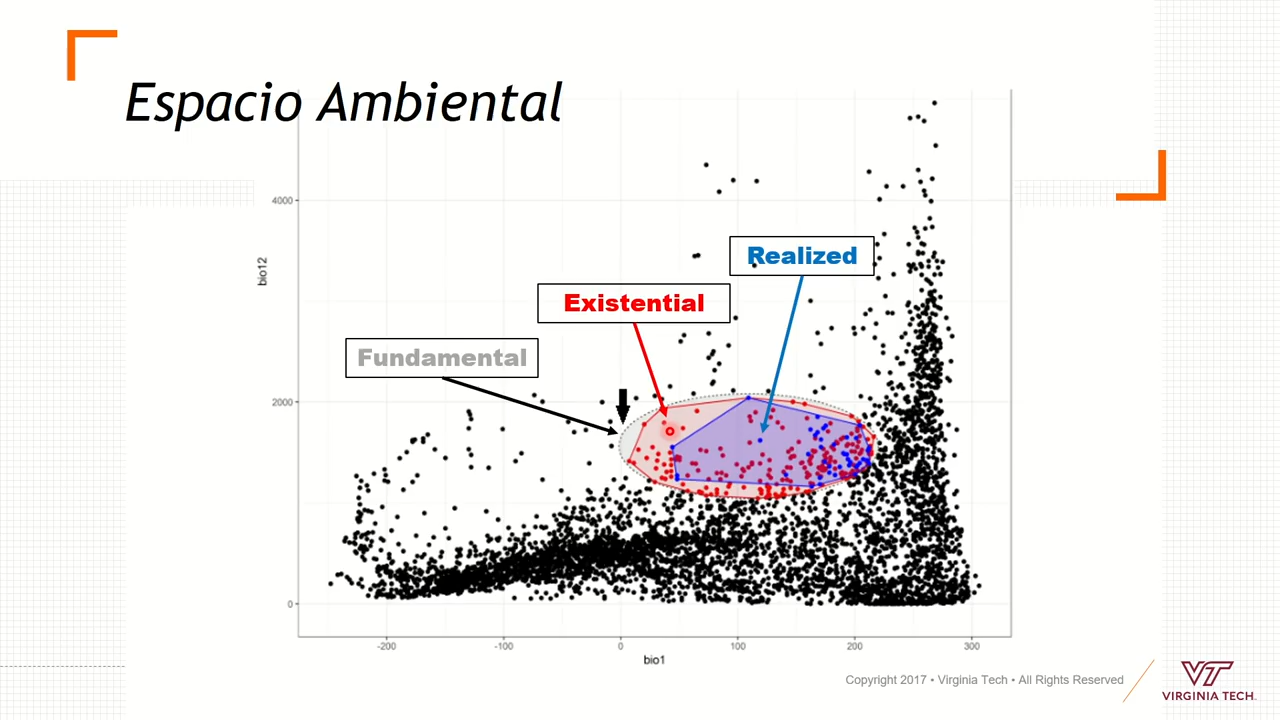 Espacio Ambiental
4000
bio12
Realized
Existential
Fundamental
2000
0
-200 -100 0 100 200 300
bio1
Copyright 2017 • Virginia Tech • All Rights Reserved
VT
VIRGINIA TECH.